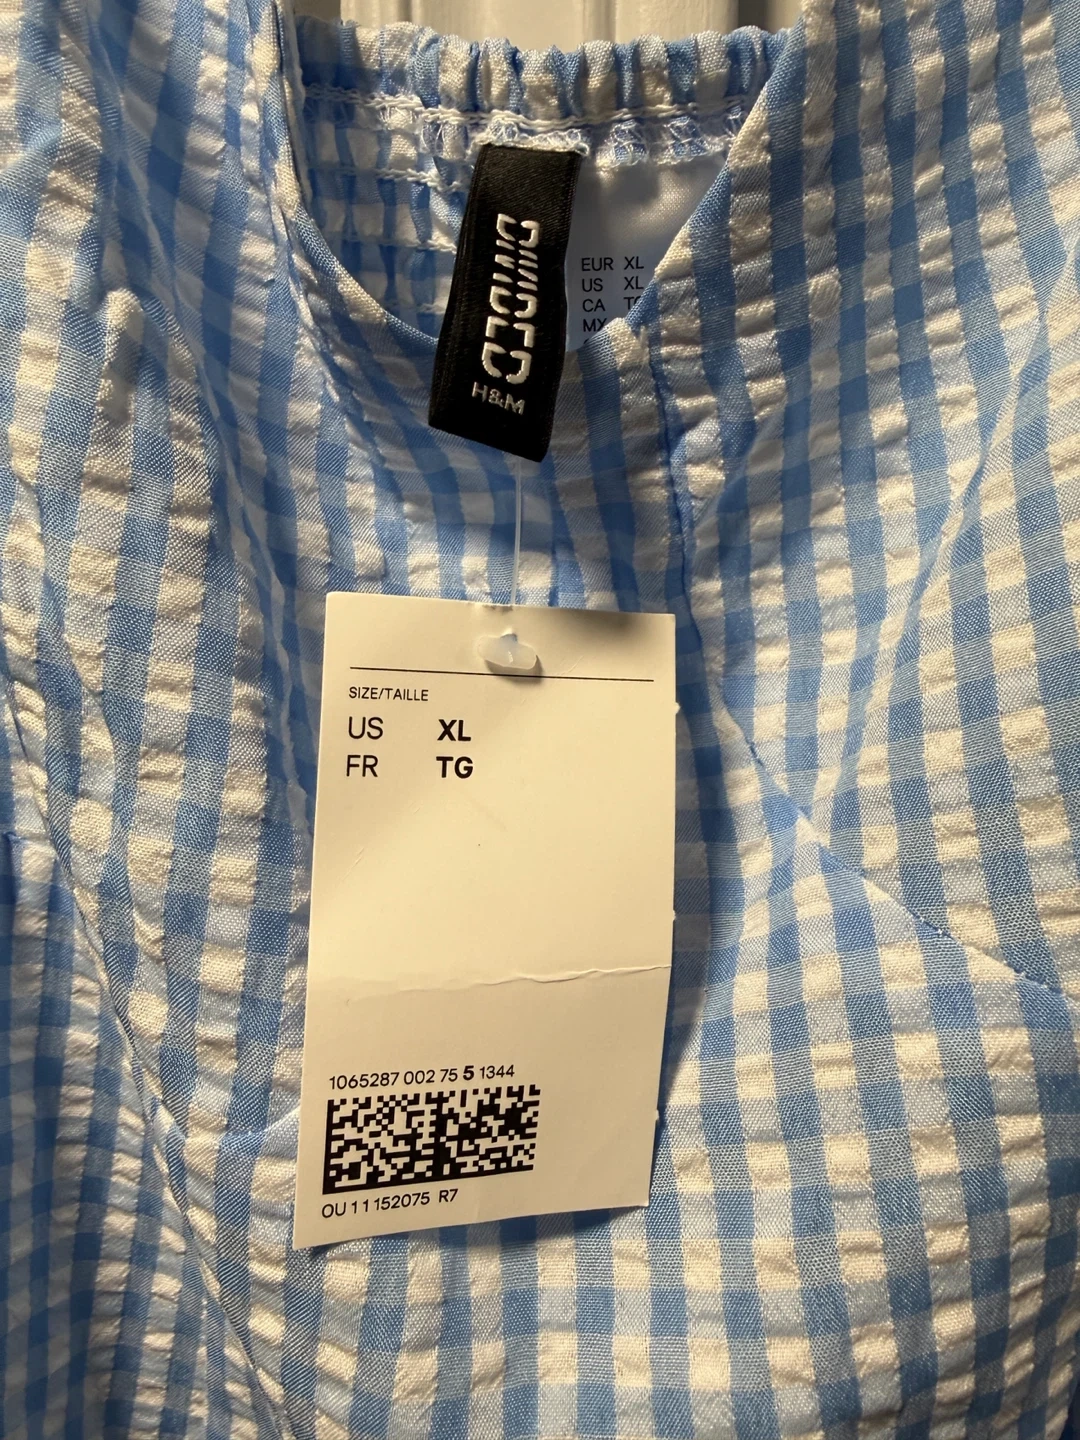 DIVIDED
H&M
EUR XL
US XL
CA
MX
SIZE/TAILLE
US XL
FR TG
1065287 002 75 5 1344
OU 11152075 R7